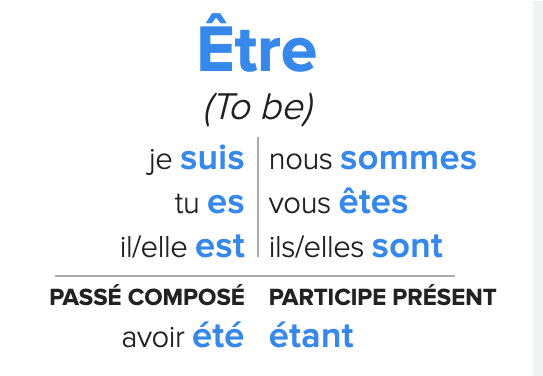 Être
(To be)
je suis nous sommes
tu es vous êtes
il/elle est ils/elles sont
PASSÉ COMPOSÉ PARTICIPE PRÉSENT
avoir été étant